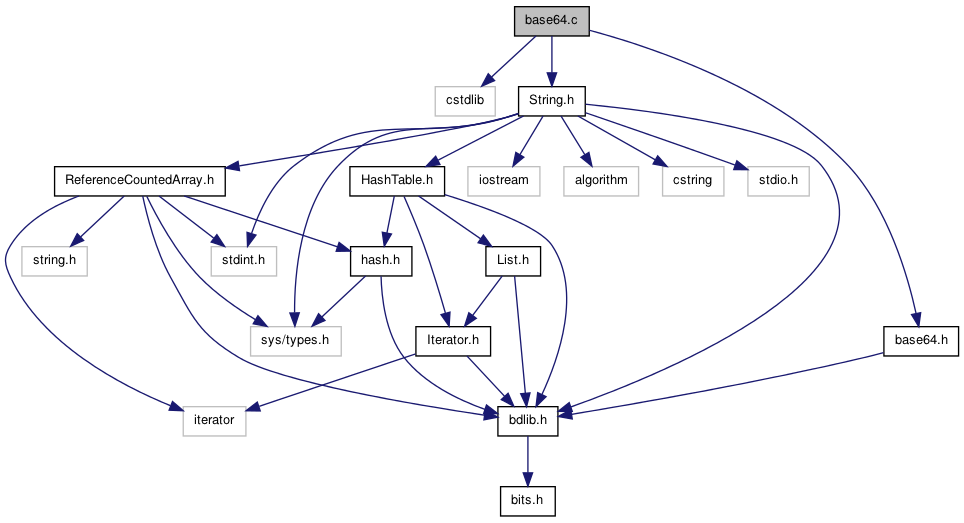 base64.c
cstdlib
String.h
ReferenceCountedArray.h
HashTable.h
iostream
algorithm
cstring
stdio.h
string.h
stdint.h
hash.h
List.h
sys/types.h
Iterator.h
base64.h
iterator
bdlib.h
bits.h